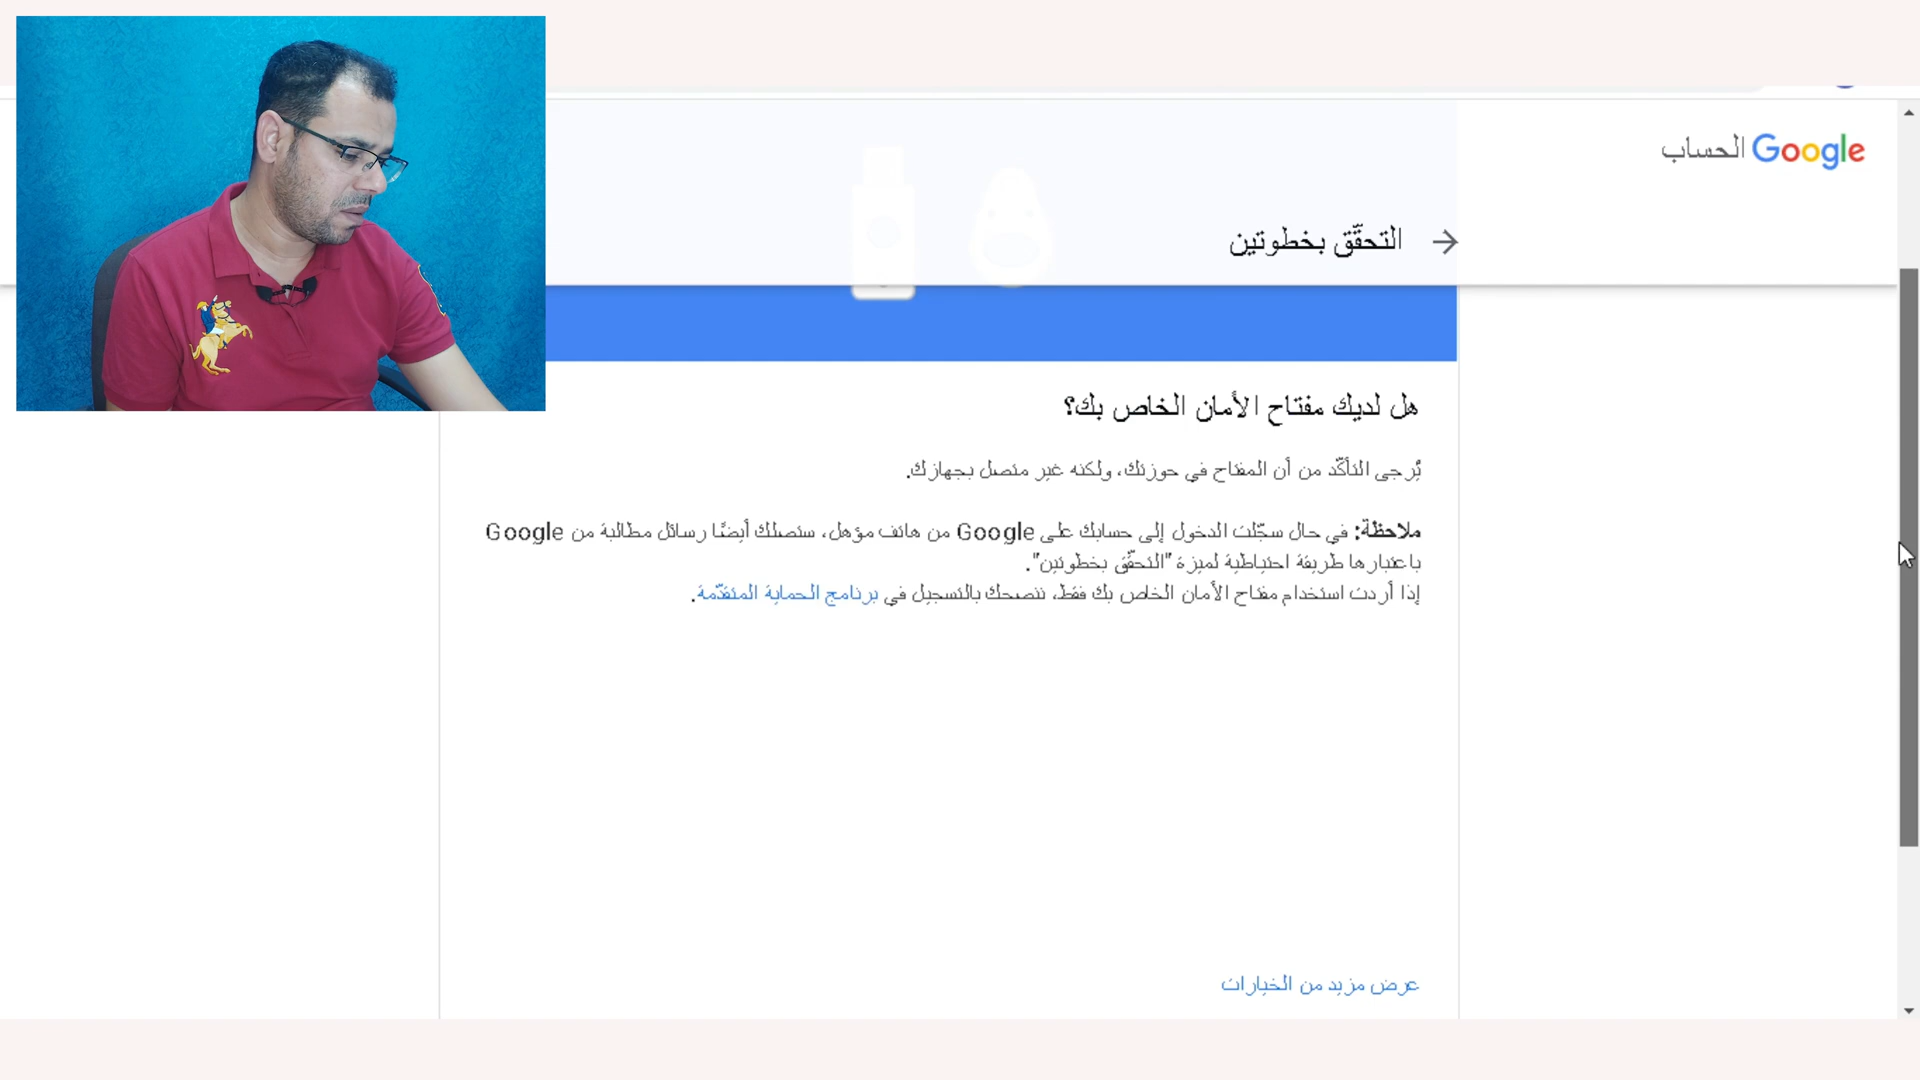 الحساب Google
التحقّق بخطوتين
هل لديك مفتاح الأمان الخاص بك؟
يُرجى التأكّد من أن المفتاح في حوزتك، ولكنه غير متصل بجهازك.
ملاحظة: في حال سجّلت الدخول إلى حسابك على Google من هاتف مؤهل، ستصلك أيضًا رسائل مطالبة من Google
باعتبارها طريقة احتياطية لميزة "التحقّق بخطوتين".
إذا أردت استخدام مفتاح الأمان الخاص بك فقط، ننصحك بالتسجيل في برنامج الحماية المتقدّمة.
عرض مزيد من الخيارات